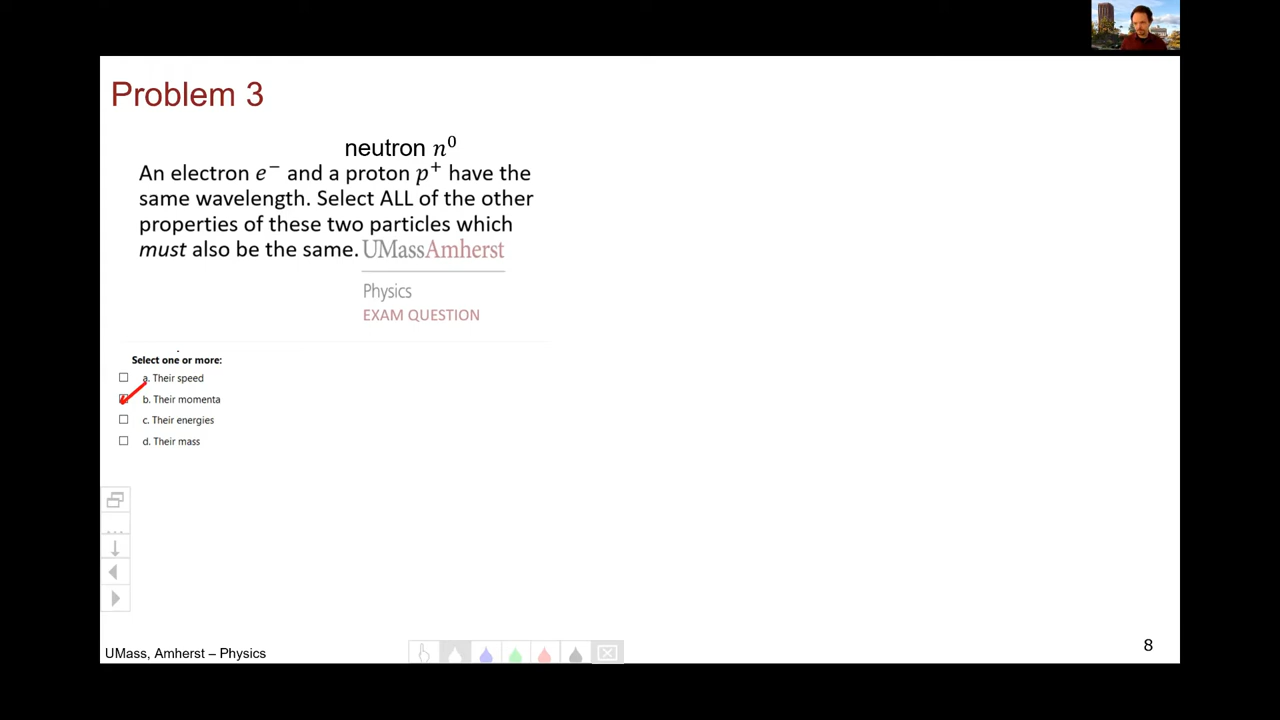 Problem 3
neutron n⁰
An electron e⁻ and a proton p⁺ have the
same wavelength. Select ALL of the other
properties of these two particles which
must also be the same.
UMassAmherst
Physics
EXAM QUESTION
Select one or more:
a. Their speed
b. Their momenta
c. Their energies
d. Their mass
...
UMass, Amherst – Physics
8